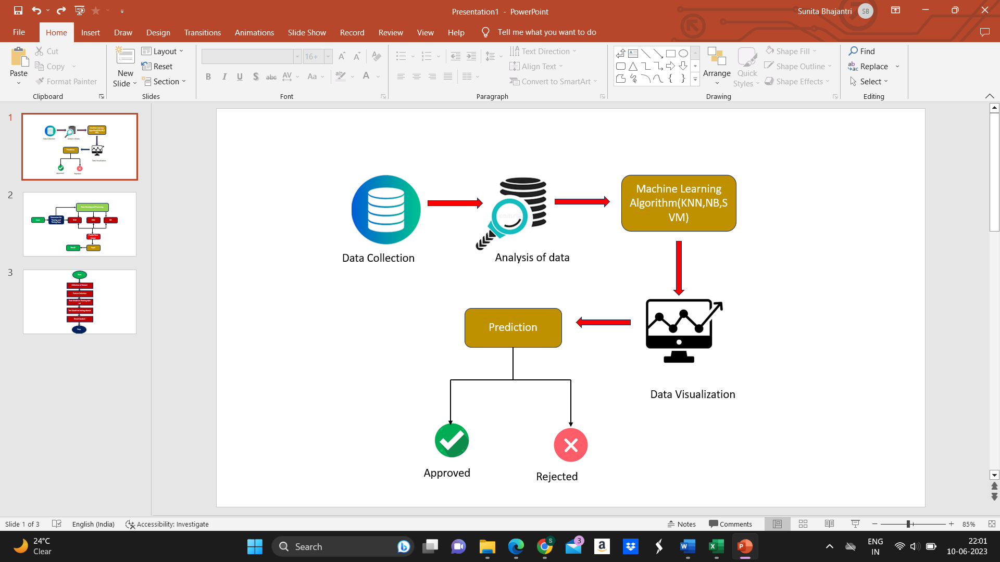 Presentation1 - PowerPoint
Sunita Bhajantri SB
File Home Insert Draw Design Transitions Animations Slide Show Record Review View Help Tell me what you want to do
Paste
Cut
Copy
Format Painter
Clipboard
New
Slide
Layout
Reset
Section
Slides
16+
B I U S abc AV Aa A
Font
Text Direction
Align Text
Convert to SmartArt
Paragraph
Arrange
Quick
Styles
Shape Fill
Shape Outline
Shape Effects
Drawing
Find
Replace
Select
Editing
1
2
3
Data Collection
Analysis of data
Machine Learning
Algorithm(KNN,NB,S
VM)
Prediction
Data Visualization
Approved
Rejected
Slide 1 of 3 English (India) Accessibility: Investigate Notes Comments 85%
24°C
Clear
Search
3
ENG
IN
22:01
10-06-2023